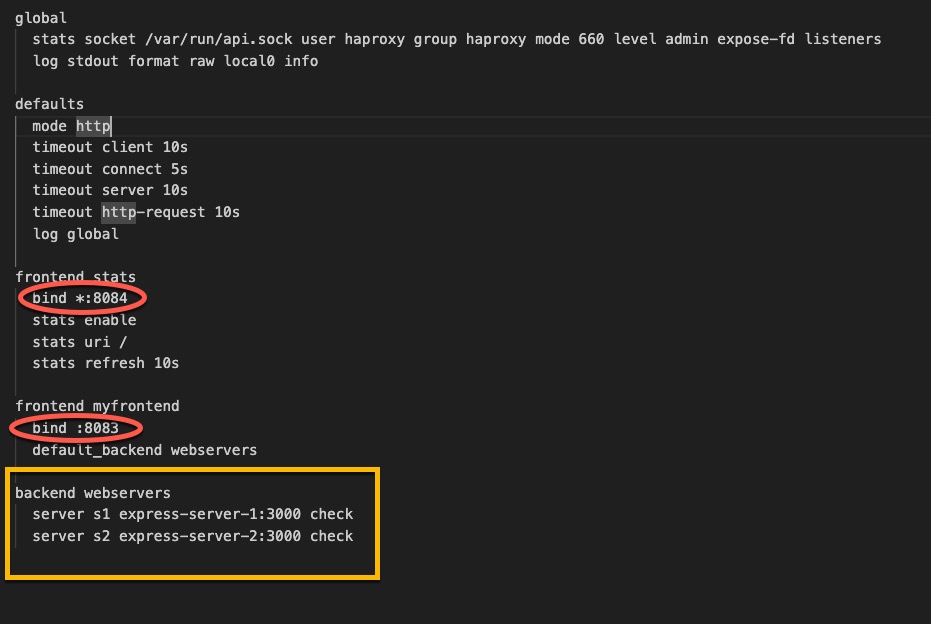 global
stats socket /var/run/api.sock user haproxy group haproxy mode 660 level admin expose-fd listeners
log stdout format raw local0 info
defaults
mode http
timeout client 10s
timeout connect 5s
timeout server 10s
timeout http-request 10s
log global
frontend stats
bind *:8084
stats enable
stats uri /
stats refresh 10s
frontend myfrontend
bind :8083
default_backend webservers
backend webservers
server s1 express-server-1:3000 check
server s2 express-server-2:3000 check